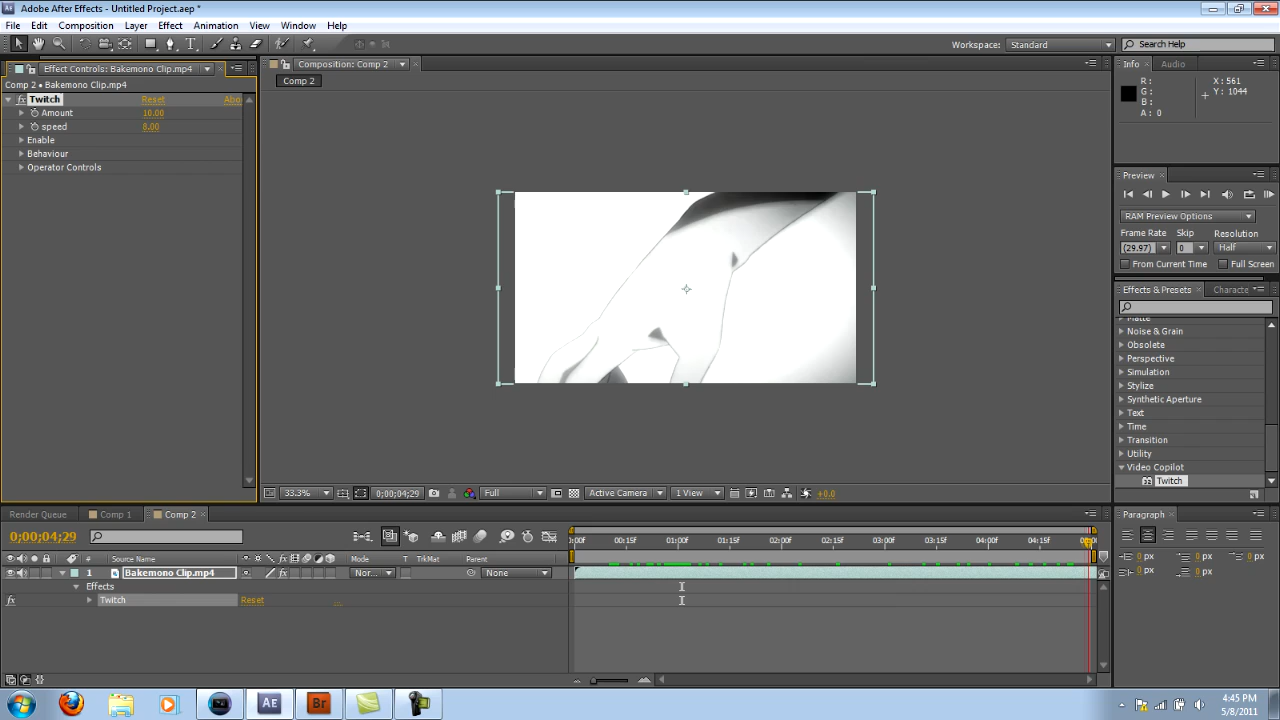 Adobe After Effects - Untitled Project.aep *
File Edit Composition Layer Effect Animation View Window Help
Workspace: Standard Search Help
Effect Controls: Bakemono Clip.mp4
Composition: Comp 2
Info Audio
Comp 2 • Bakemono Clip.mp4
Comp 2
Twitch Reset Abo
Amount 10.00
speed 8.00
Enable
Behaviour
Operator Controls
R :
G :
B :
A : 0
X : 561
Y : 1044
Preview
RAM Preview Options
Frame Rate Skip Resolution
(29.97) 0 Half
From Current Time Full Screen
Effects & Presets Characte
Matte
Noise & Grain
Obsolete
Perspective
Simulation
Stylize
Synthetic Aperture
Text
Time
Transition
Utility
Video Copilot
Twitch
33.3% 0;00;04;29 Full Active Camera 1 View +0.0
Render Queue Comp 1 Comp 2
Paragraph
0;00;04;29
:00f 00:15f 01:00f 01:15f 02:00f 02:15f 03:00f 03:15f 04:00f 04:15f
# Source Name Mode T TrkMat Parent
1 Bakemono Clip.mp4 Nor... None
Effects
fx Twitch Reset ...
0 px 0 px 0 px
0 px 0 px
Ae Br
4:45 PM
5/8/2011